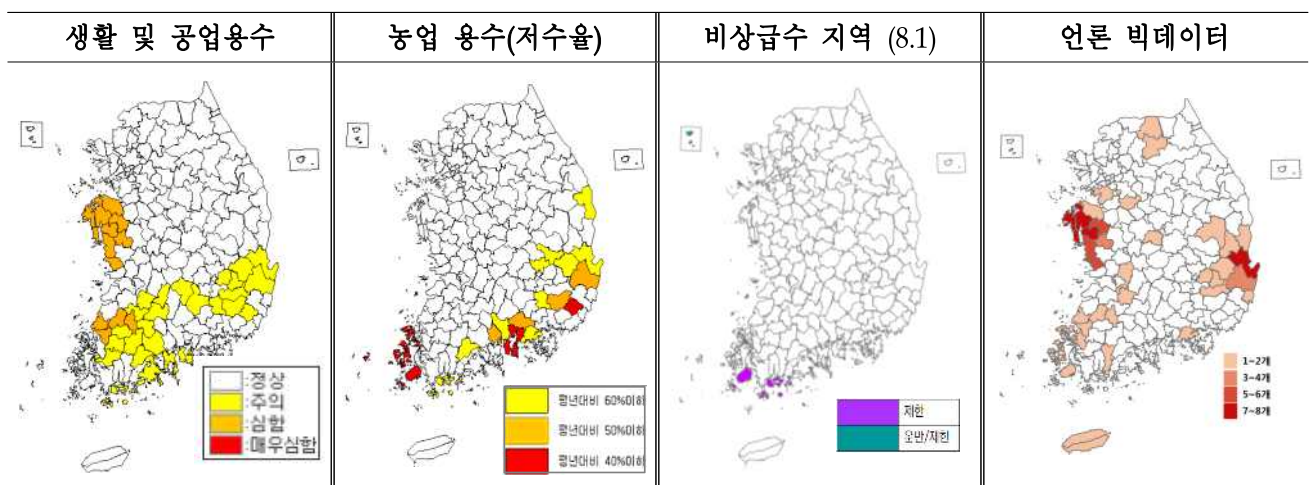 생활 및 공업용수
농업 용수(저수율)
비상급수 지역 (8.1)
언론 빅데이터
:정상
:주의
:심함
:매우심함
평년대비 60%이하
평년대비 50%이하
평년대비 40%이하
제한
운반/제한
1~2개
3~4개
5~6개
7~8개